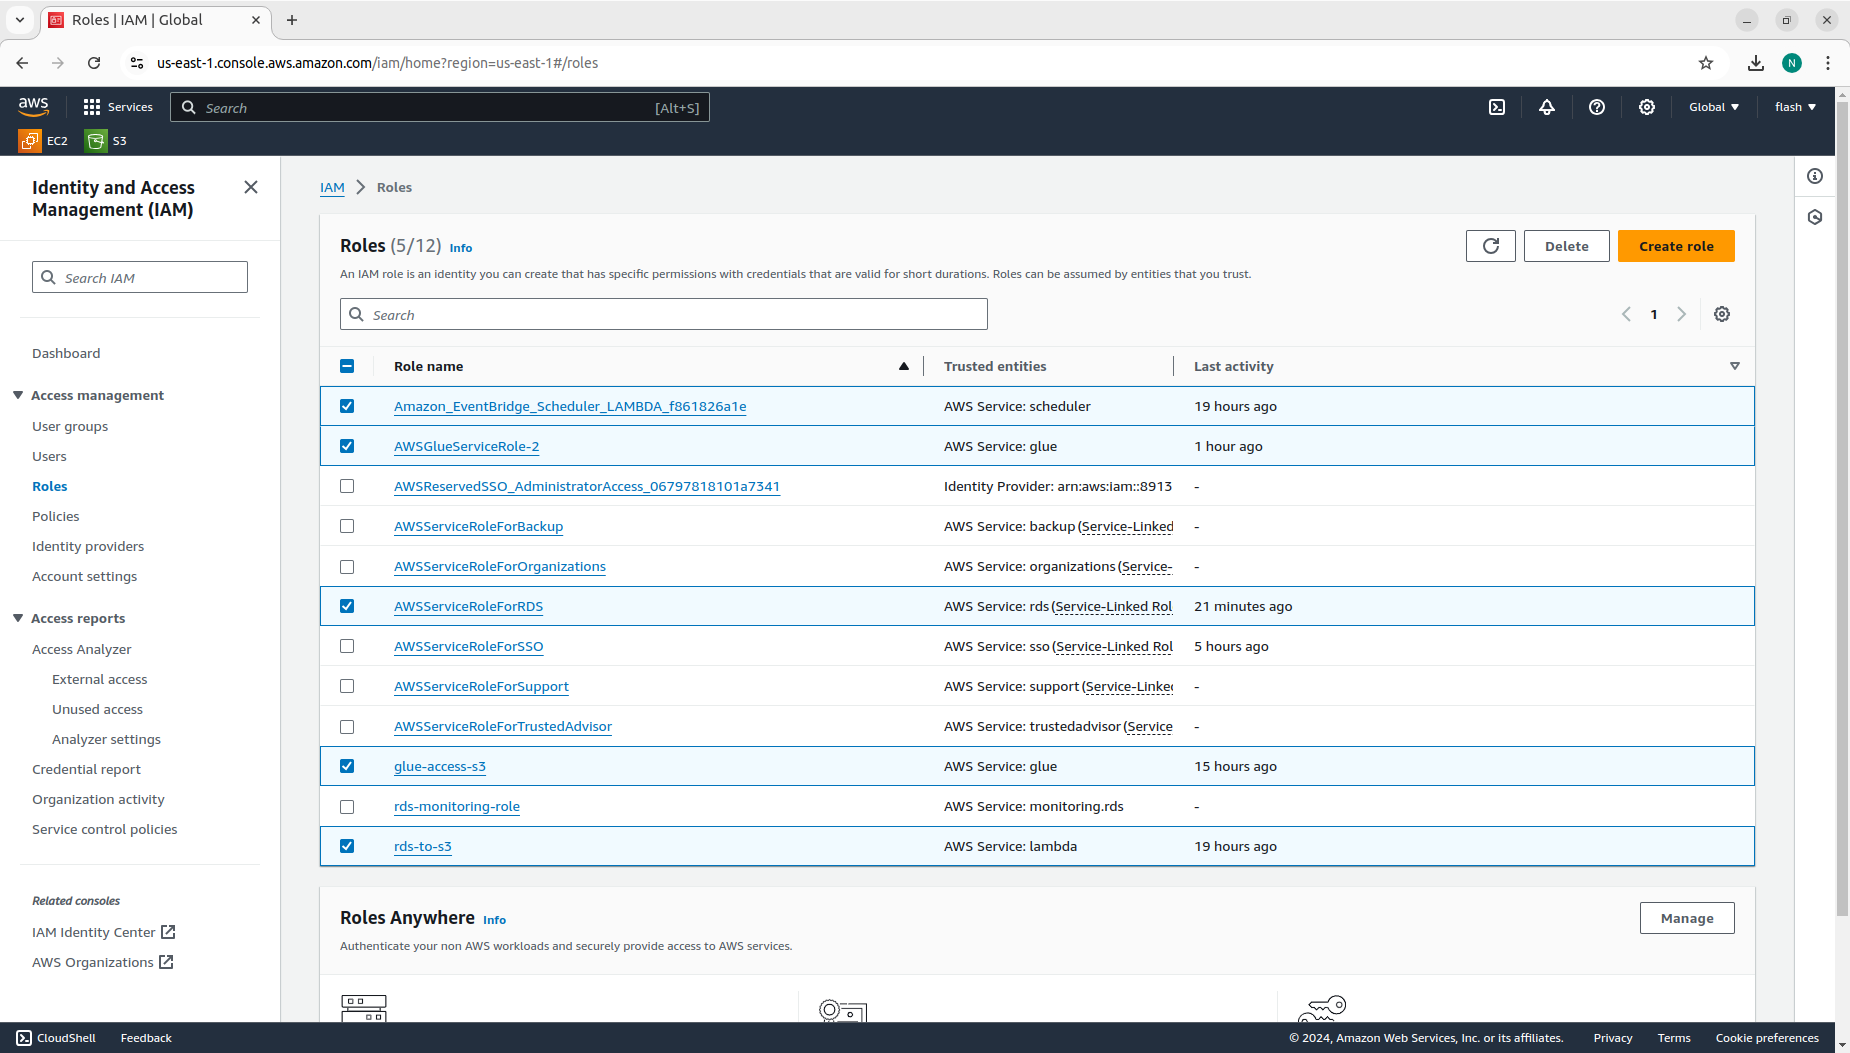 Roles | IAM | Global
us-east-1.console.aws.amazon.com/iam/home?region=us-east-1#/roles
N
aws
Services
Search
[Alt+S]
Global
flash
EC2
S3
Identity and Access Management (IAM)
Search IAM
Dashboard
Access management
User groups
Users
Roles
Policies
Identity providers
Account settings
Access reports
Access Analyzer
External access
Unused access
Analyzer settings
Credential report
Organization activity
Service control policies
Related consoles
IAM Identity Center
AWS Organizations
IAM > Roles
Roles (5/12) Info
Delete
Create role
An IAM role is an identity you can create that has specific permissions with credentials that are valid for short durations. Roles can be assumed by entities that you trust.
Search
1
Role name Trusted entities Last activity
Amazon_EventBridge_Scheduler_LAMBDA_f861826a1e AWS Service: scheduler 19 hours ago
AWSGlueServiceRole-2 AWS Service: glue 1 hour ago
AWSReservedSSO_AdministratorAccess_06797818101a7341 Identity Provider: arn:aws:iam::8913 -
AWSServiceRoleForBackup AWS Service: backup (Service-Linked -
AWSServiceRoleForOrganizations AWS Service: organizations (Service- -
AWSServiceRoleForRDS AWS Service: rds (Service-Linked Rol 21 minutes ago
AWSServiceRoleForSSO AWS Service: sso (Service-Linked Rol 5 hours ago
AWSServiceRoleForSupport AWS Service: support (Service-Linked -
AWSServiceRoleForTrustedAdvisor AWS Service: trustedadvisor (Service -
glue-access-s3 AWS Service: glue 15 hours ago
rds-monitoring-role AWS Service: monitoring.rds -
rds-to-s3 AWS Service: lambda 19 hours ago
Roles Anywhere Info
Manage
Authenticate your non AWS workloads and securely provide access to AWS services.
CloudShell
Feedback
© 2024, Amazon Web Services, Inc. or its affiliates.
Privacy
Terms
Cookie preferences